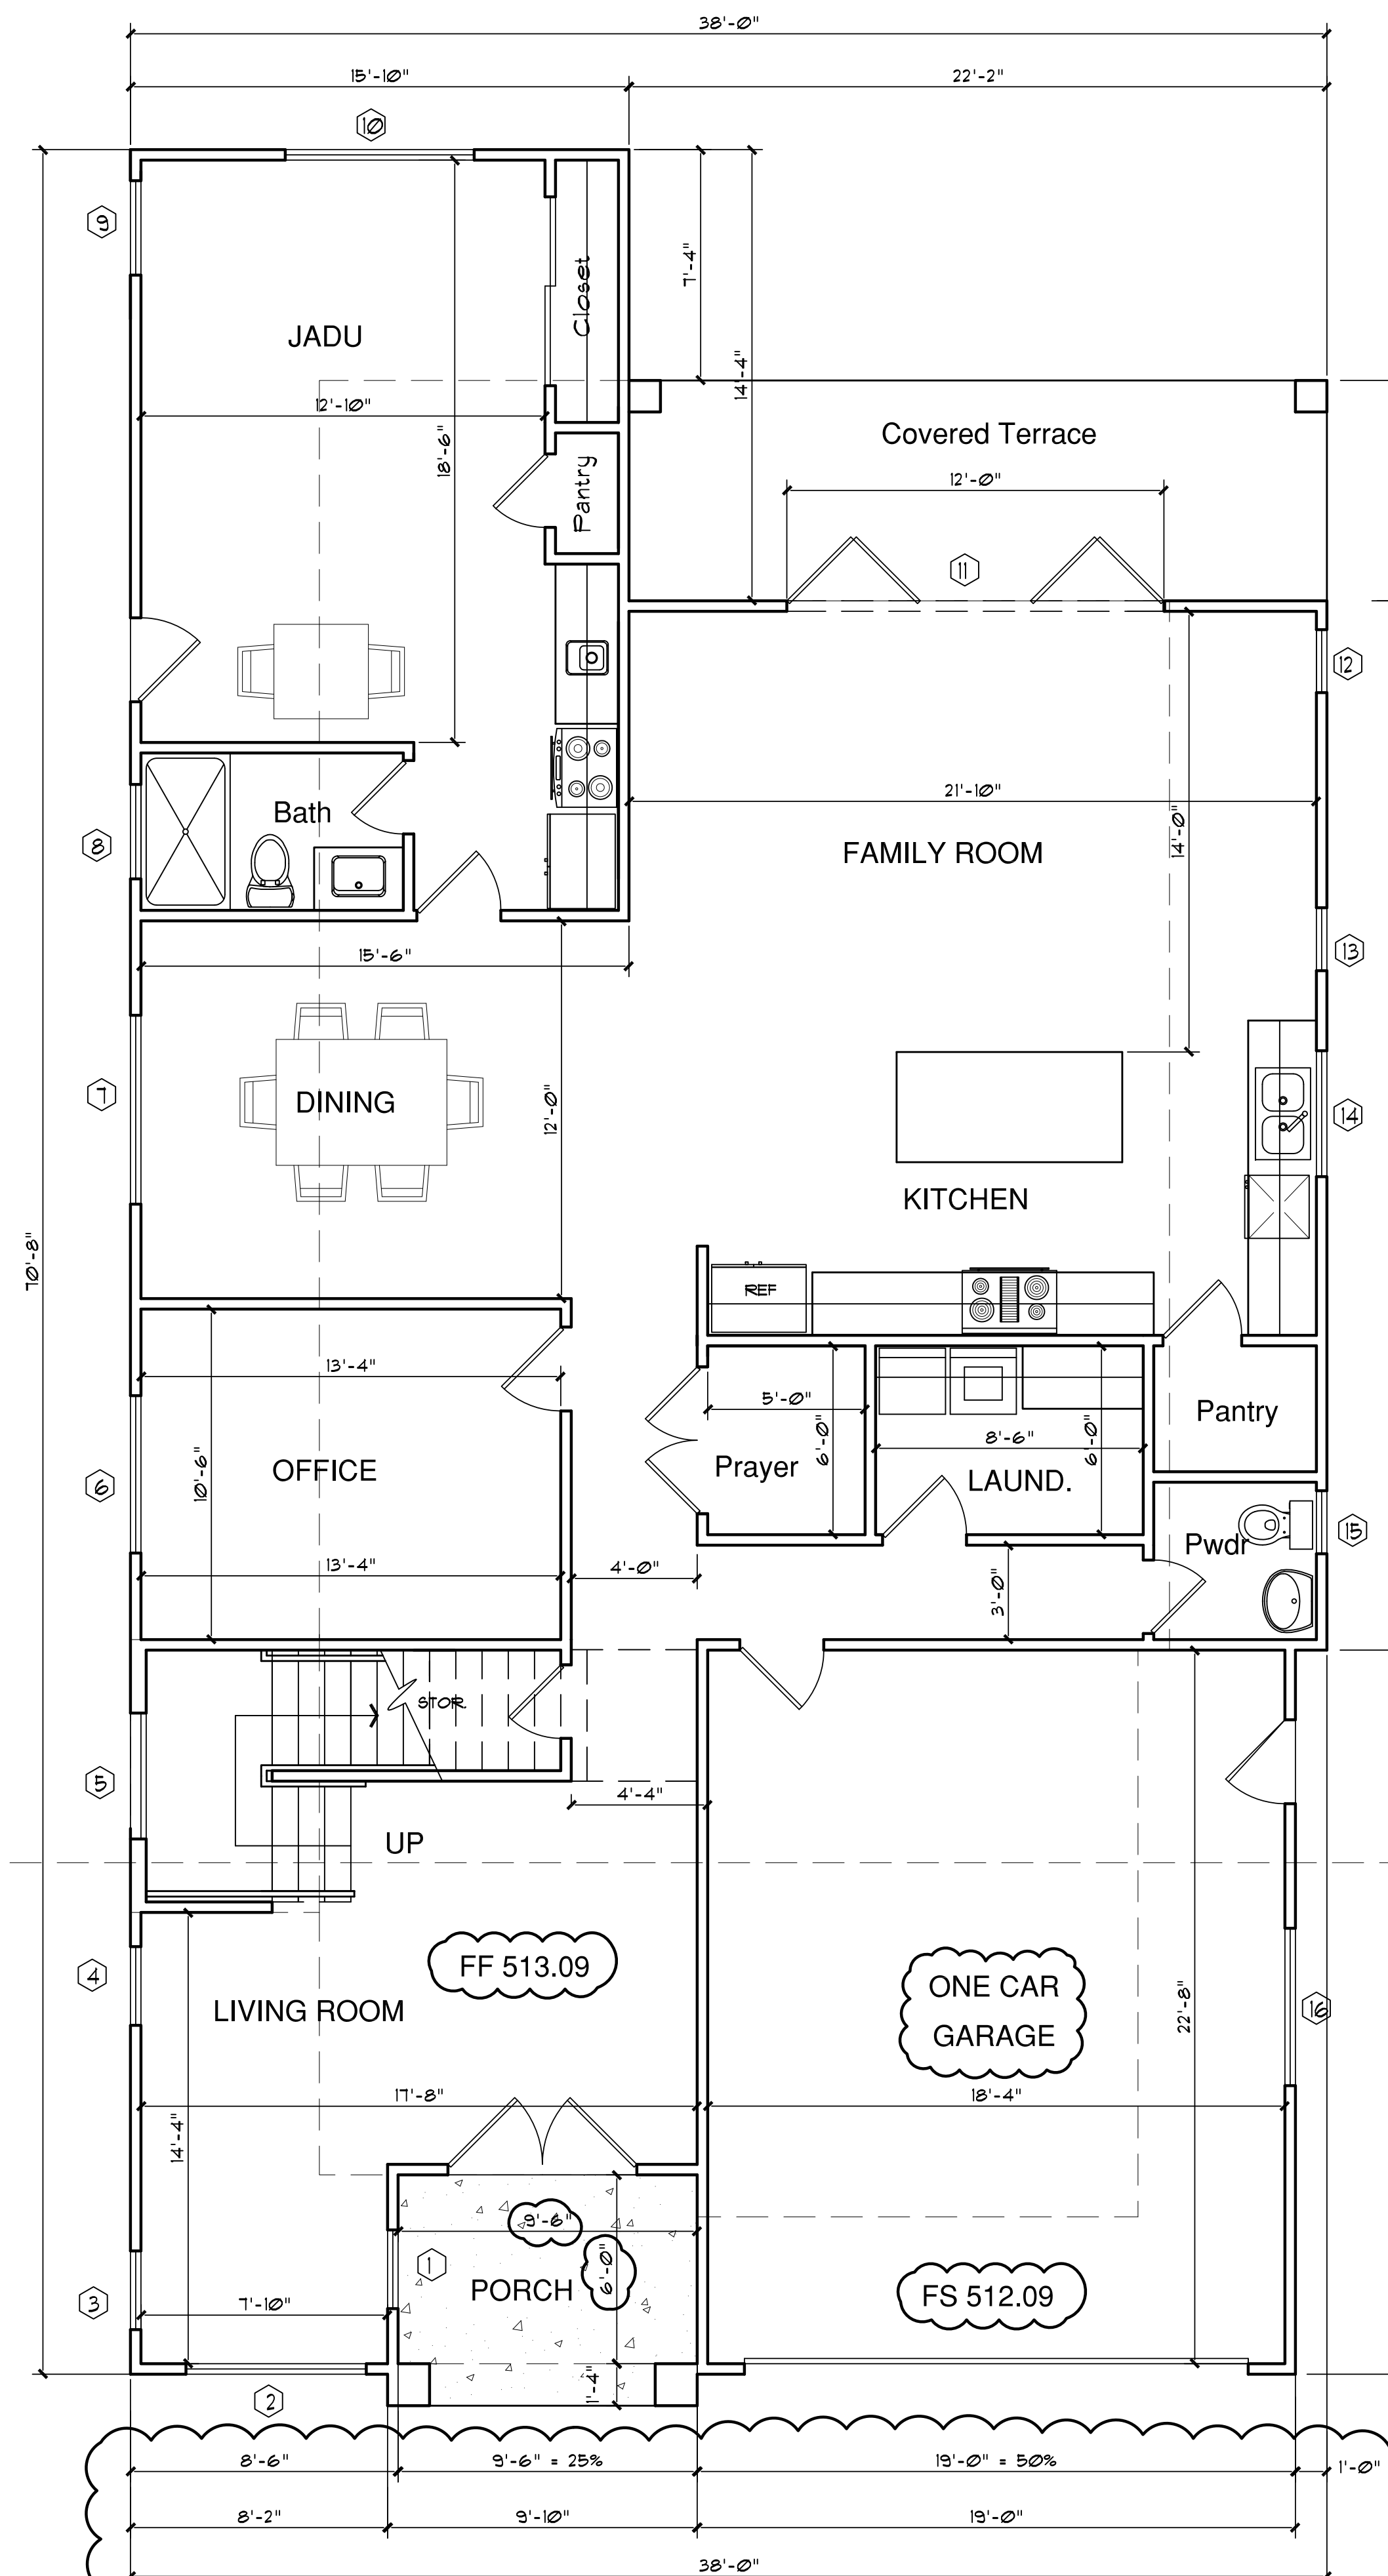 38'-0"
15'-10"
22'-2"
10
9
7'-4"
Closet
JADU
14'-4"
12'-10"
Covered Terrace
18'-6"
12'-0"
Pantry
11
12
21'-10"
Bath
14'-0"
8
FAMILY ROOM
13
15'-6"
7
DINING
12'-0"
14
KITCHEN
70'-8"
REF
13'-4"
5'-0"
Pantry
6'-0"
8'-6"
6'-0"
Prayer
LAUND.
OFFICE
6
10'-6"
15
Pwdr
13'-4"
4'-0"
3'-0"
STOR.
5
4'-4"
UP
FF 513.09
4
ONE CAR
GARAGE
LIVING ROOM
16
22'-8"
17'-8"
18'-4"
14'-4"
9'-6"
1
6'-0"
PORCH
FS 512.09
3
7'-10"
1'-4"
2
8'-6"
9'-6" = 25%
19'-0" = 50%
1'-0"
8'-2"
9'-10"
19'-0"
38'-0"